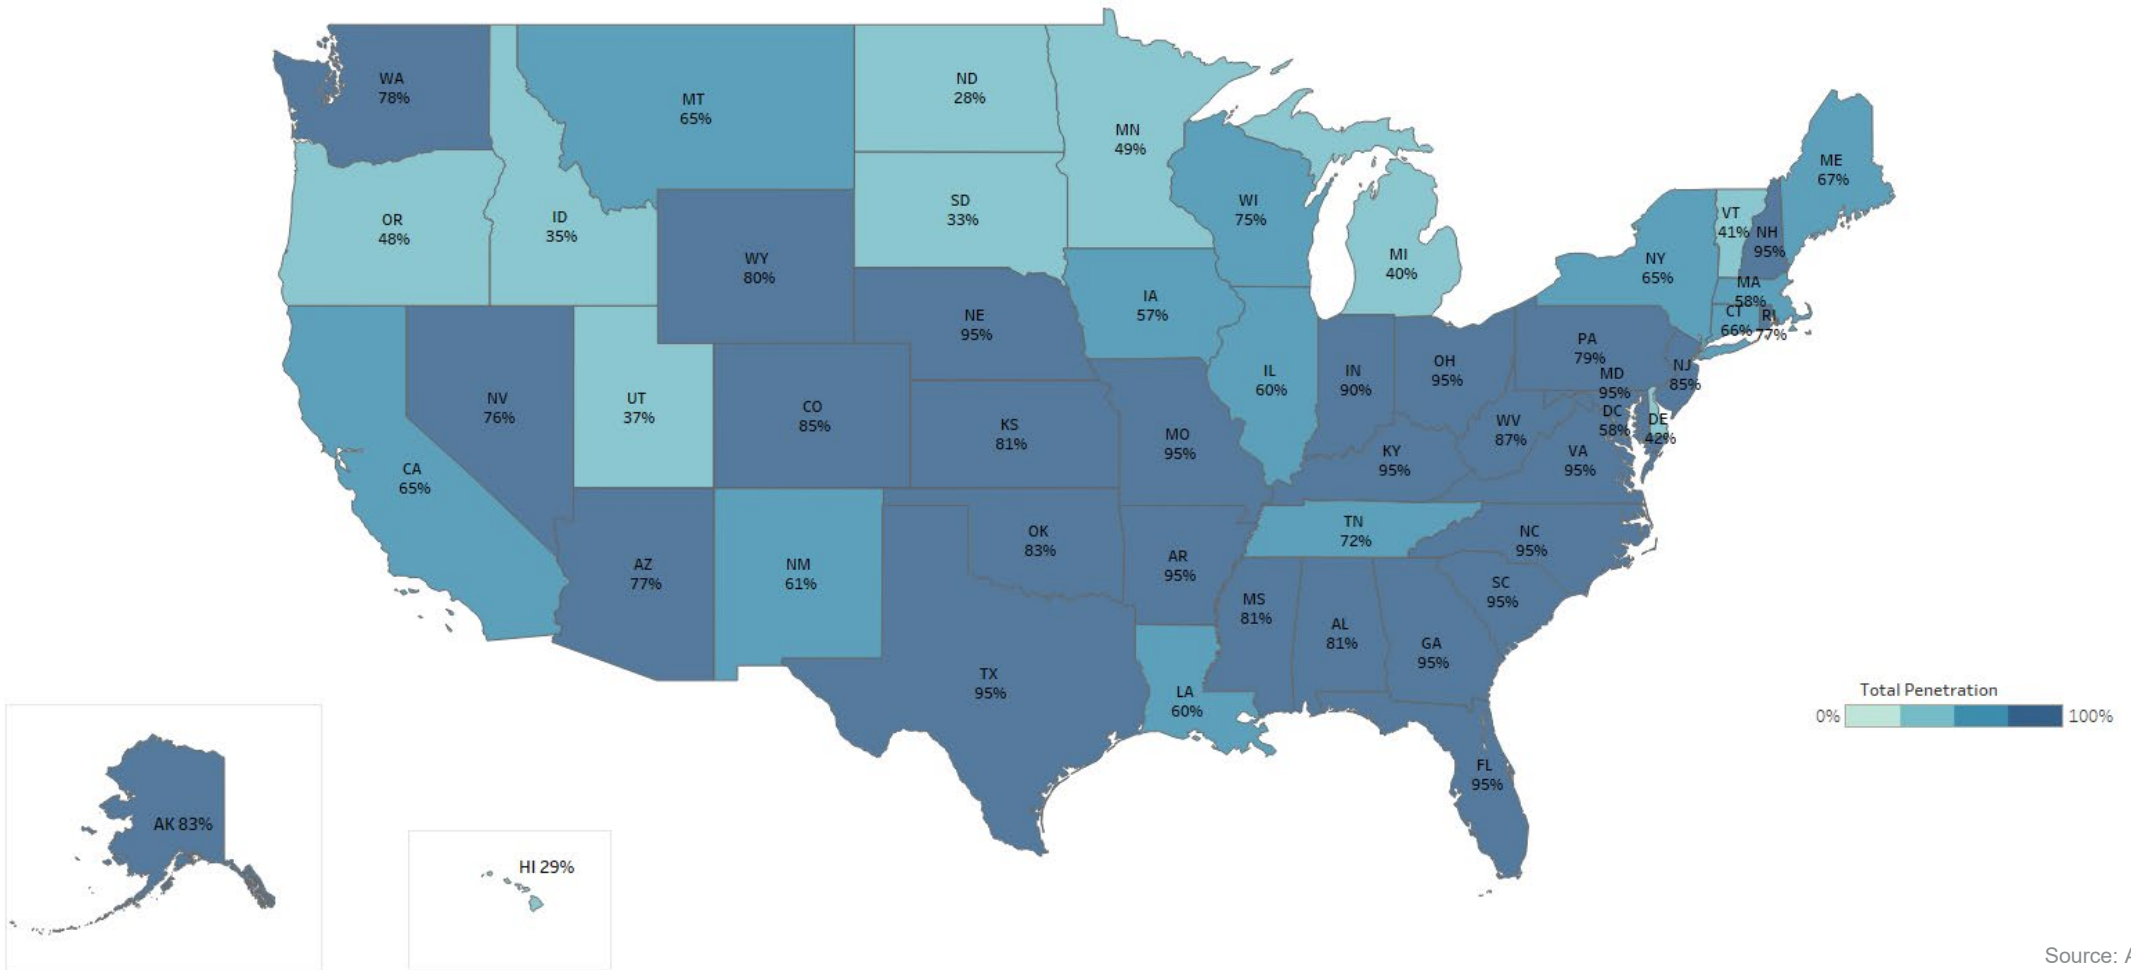 WA
78%
MT
65%
ND
28%
MN
49%
ME
67%
OR
48%
ID
35%
SD
33%
WI
75%
VT
41%
NH
95%
WY
80%
MI
40%
NY
65%
MA
58%
IA
57%
NE
95%
CT
66%
RI
77%
PA
79%
OH
95%
IN
90%
IL
60%
NJ
85%
MD
95%
NV
76%
UT
37%
CO
85%
KS
81%
MO
95%
DC
58%
DE
42%
WV
87%
KY
95%
VA
95%
CA
65%
TN
72%
NC
95%
OK
83%
AZ
77%
NM
61%
AR
95%
SC
95%
MS
81%
AL
81%
GA
95%
TX
95%
LA
60%
FL
95%
Total Penetration
0% 100%
AK 83%
HI 29%
Source: